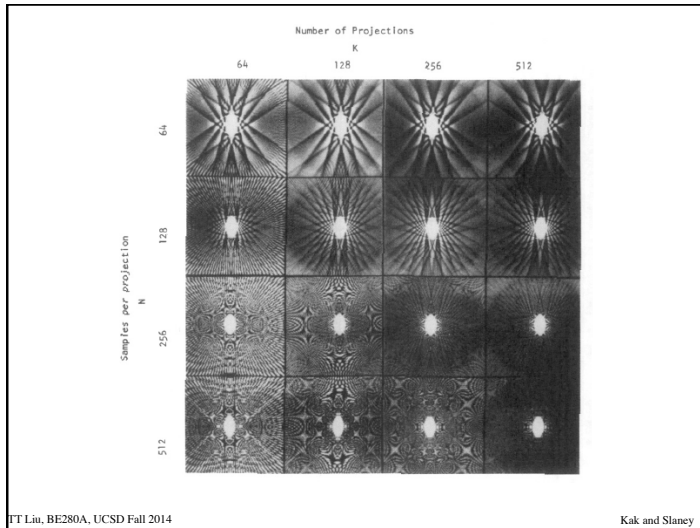 Number of Projections
K
64 128 256 512
Samples per projection
N
64
128
256
512
TT Liu, BE280A, UCSD Fall 2014
Kak and Slaney